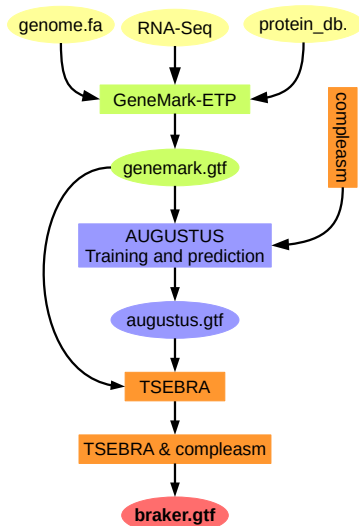 genome.fa
RNA-Seq
protein_db.
GeneMark-ETP
compleasm
genemark.gtf
AUGUSTUS
Training and prediction
augustus.gtf
TSEBRA
TSEBRA & compleasm
braker.gtf